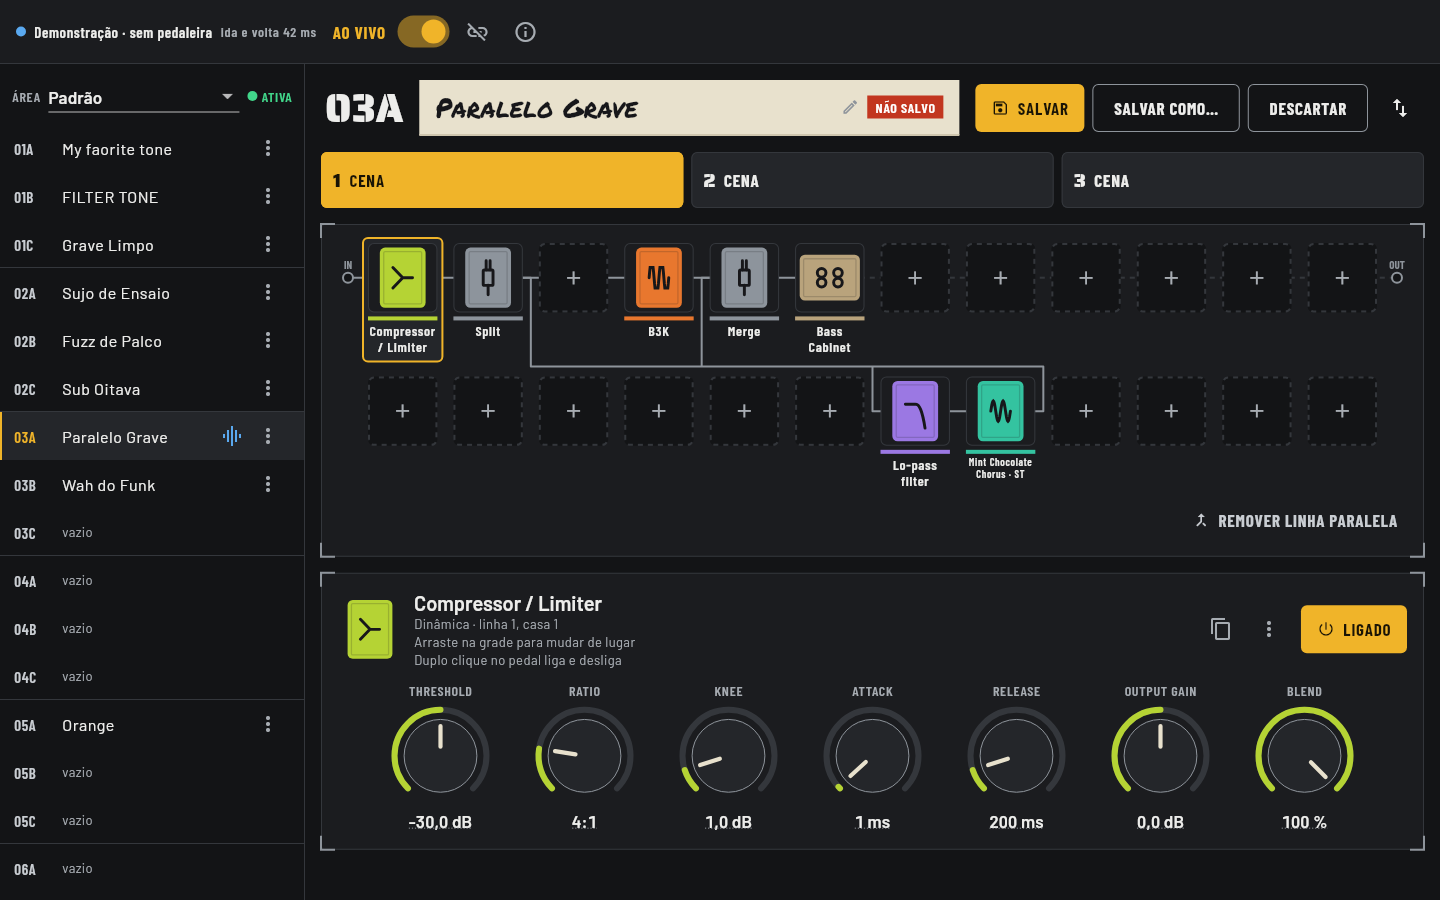 Demonstração · sem pedaleira Ida e volta 42 ms AO VIVO
ÁREA Padrão ATIVA
01A My faorite tone
01B FILTER TONE
01C Grave Limpo
02A Sujo de Ensaio
02B Fuzz de Palco
02C Sub Oitava
03A Paralelo Grave
03B Wah do Funk
03C vazio
04A vazio
04B vazio
04C vazio
05A Orange
05B vazio
05C vazio
06A vazio
03A Paralelo Grave NÃO SALVO SALVAR SALVAR COMO... DESCARTAR
1 CENA 2 CENA 3 CENA
IN OUT
88
Compressor / Limiter
Split
B3K
Merge
Bass Cabinet
Lo-pass filter
Mint Chocolate Chorus · ST
REMOVER LINHA PARALELA
Compressor / Limiter
Dinâmica · linha 1, casa 1
Arraste na grade para mudar de lugar
Duplo clique no pedal liga e desliga
LIGADO
THRESHOLD RATIO KNEE ATTACK RELEASE OUTPUT GAIN BLEND
-30,0 dB 4:1 1,0 dB 1 ms 200 ms 0,0 dB 100 %